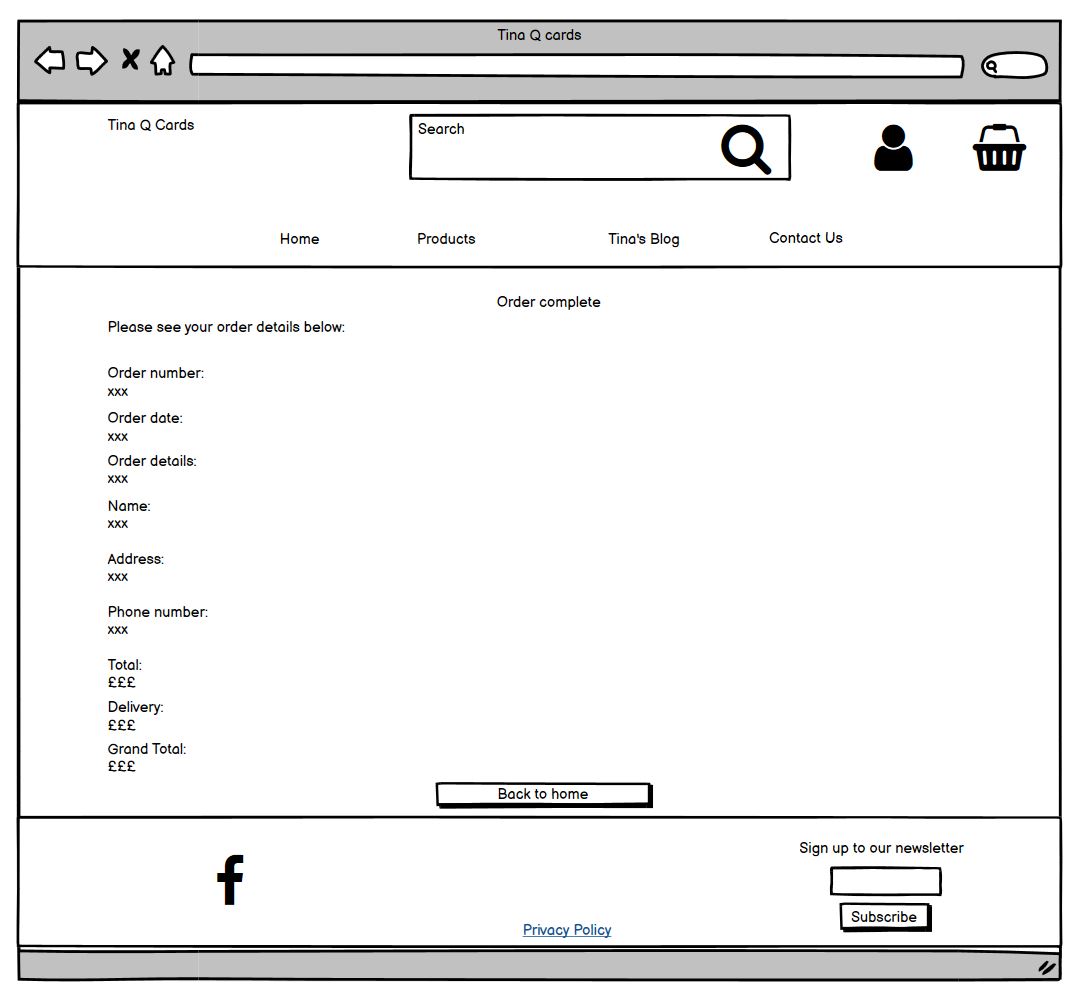 Tina Q cards
Tina Q Cards
Search
Home Products Tina's Blog Contact Us
Order complete
Please see your order details below:
Order number:
xxx
Order date:
xxx
Order details:
xxx
Name:
xxx
Address:
xxx
Phone number:
xxx
Total:
£££
Delivery:
£££
Grand Total:
£££
Back to home
Sign up to our newsletter
Subscribe
Privacy Policy